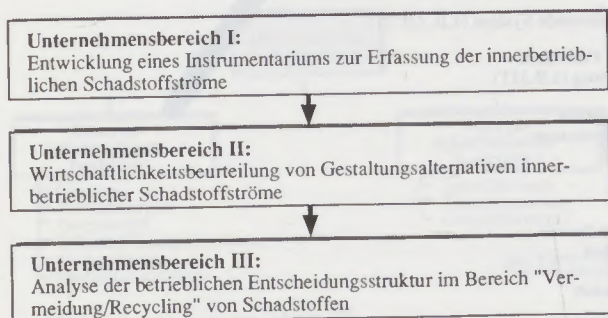 Unternehmensbereich I:
Entwicklung eines Instrumentariums zur Erfassung der innerbetrieb-
lichen Schadstoffströme
Unternehmensbereich II:
Wirtschaftlichkeitsbeurteilung von Gestaltungsalternativen inner-
betrieblicher Schadstoffströme
Unternehmensbereich III:
Analyse der betrieblichen Entscheidungsstruktur im Bereich "Ver-
meidung/Recycling" von Schadstoffen